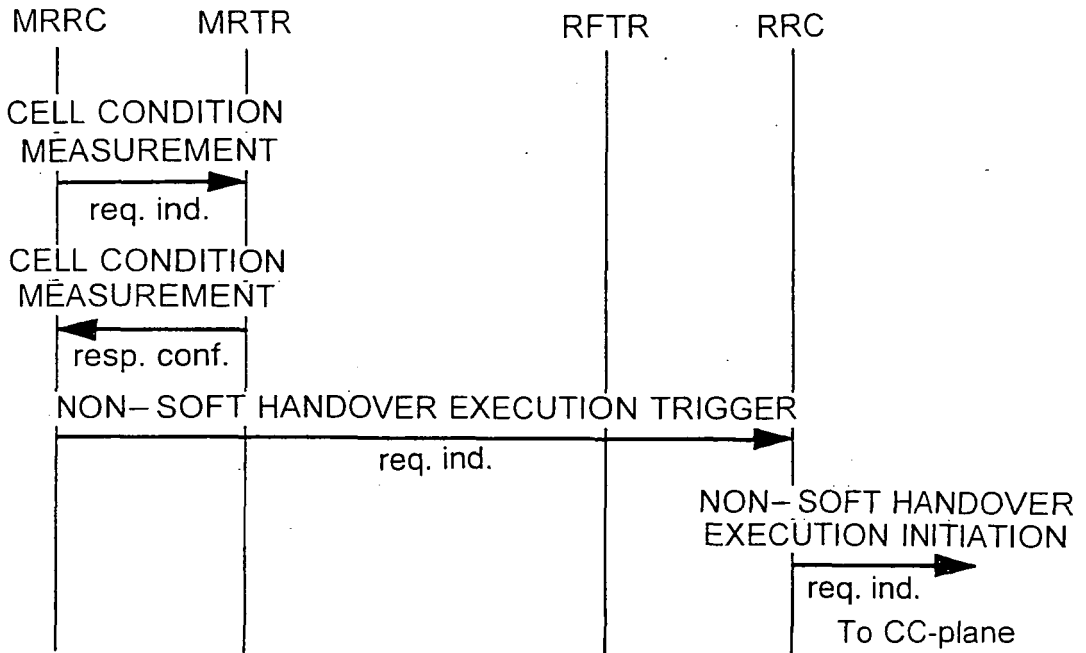 MRRC MRTR RFTR RRC
CELL CONDITION
MEASUREMENT
req. ind.
CELL CONDITION
MEASUREMENT
resp. conf.
NON-SOFT HANDOVER EXECUTION TRIGGER
req. ind.
NON-SOFT HANDOVER
EXECUTION INITIATION
req. ind.
To CC-plane